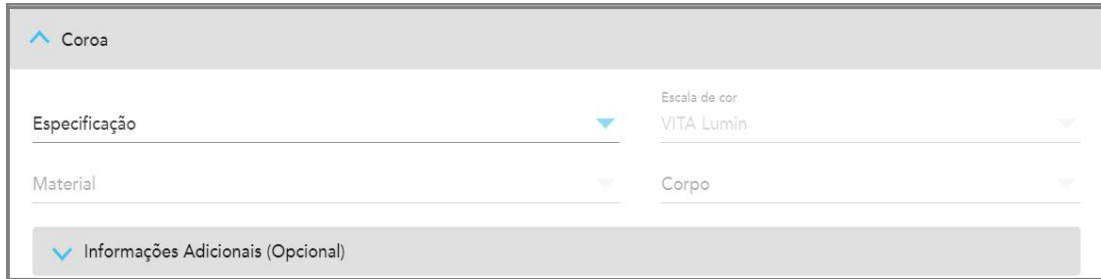 Coroa
Escala de cor
Especificação
VITA Lumin
Material
Corpo
Informações Adicionais (Opcional)